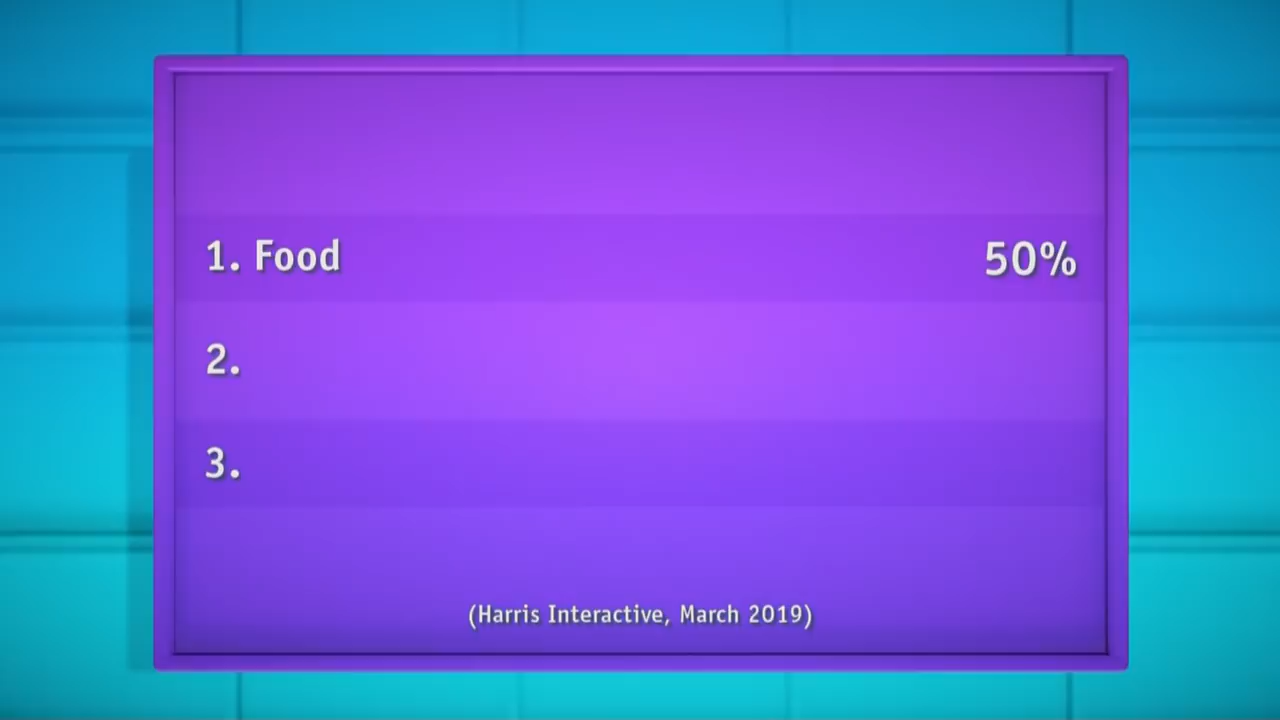 1. Food 50%
2.
3.
(Harris Interactive, March 2019)